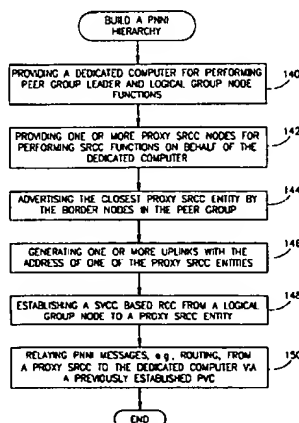 BUILD A PNNI
HIERARCHY
140
PROVIDING A DEDICATED COMPUTER FOR PERFORMING
PEER GROUP LEADER AND LOGICAL GROUP NODE
FUNCTIONS
142
PROVIDING ONE OR MORE PROXY SRCC NODES FOR
PERFORMING SRCC FUNCTIONS ON BEHALF OF THE
DEDICATED COMPUTER
144
ADVERTISING THE CLOSEST PROXY SRCC ENTITY BY
THE BORDER NODES IN THE PEER GROUP
146
GENERATING ONE OR MORE UPLINKS WITH THE
ADDRESS OF ONE OF THE PROXY SRCC ENTITIES
148
ESTABLISHING A SVCC BASED RCC FROM A LOGICAL
GROUP NODE TO A PROXY SRCC ENTITY
150
RELAYING PNNI MESSAGES, e.g., ROUTING, FROM
A PROXY SRCC TO THE DEDICATED COMPUTER VIA
A PREVIOUSLY ESTABLISHED PVC
END